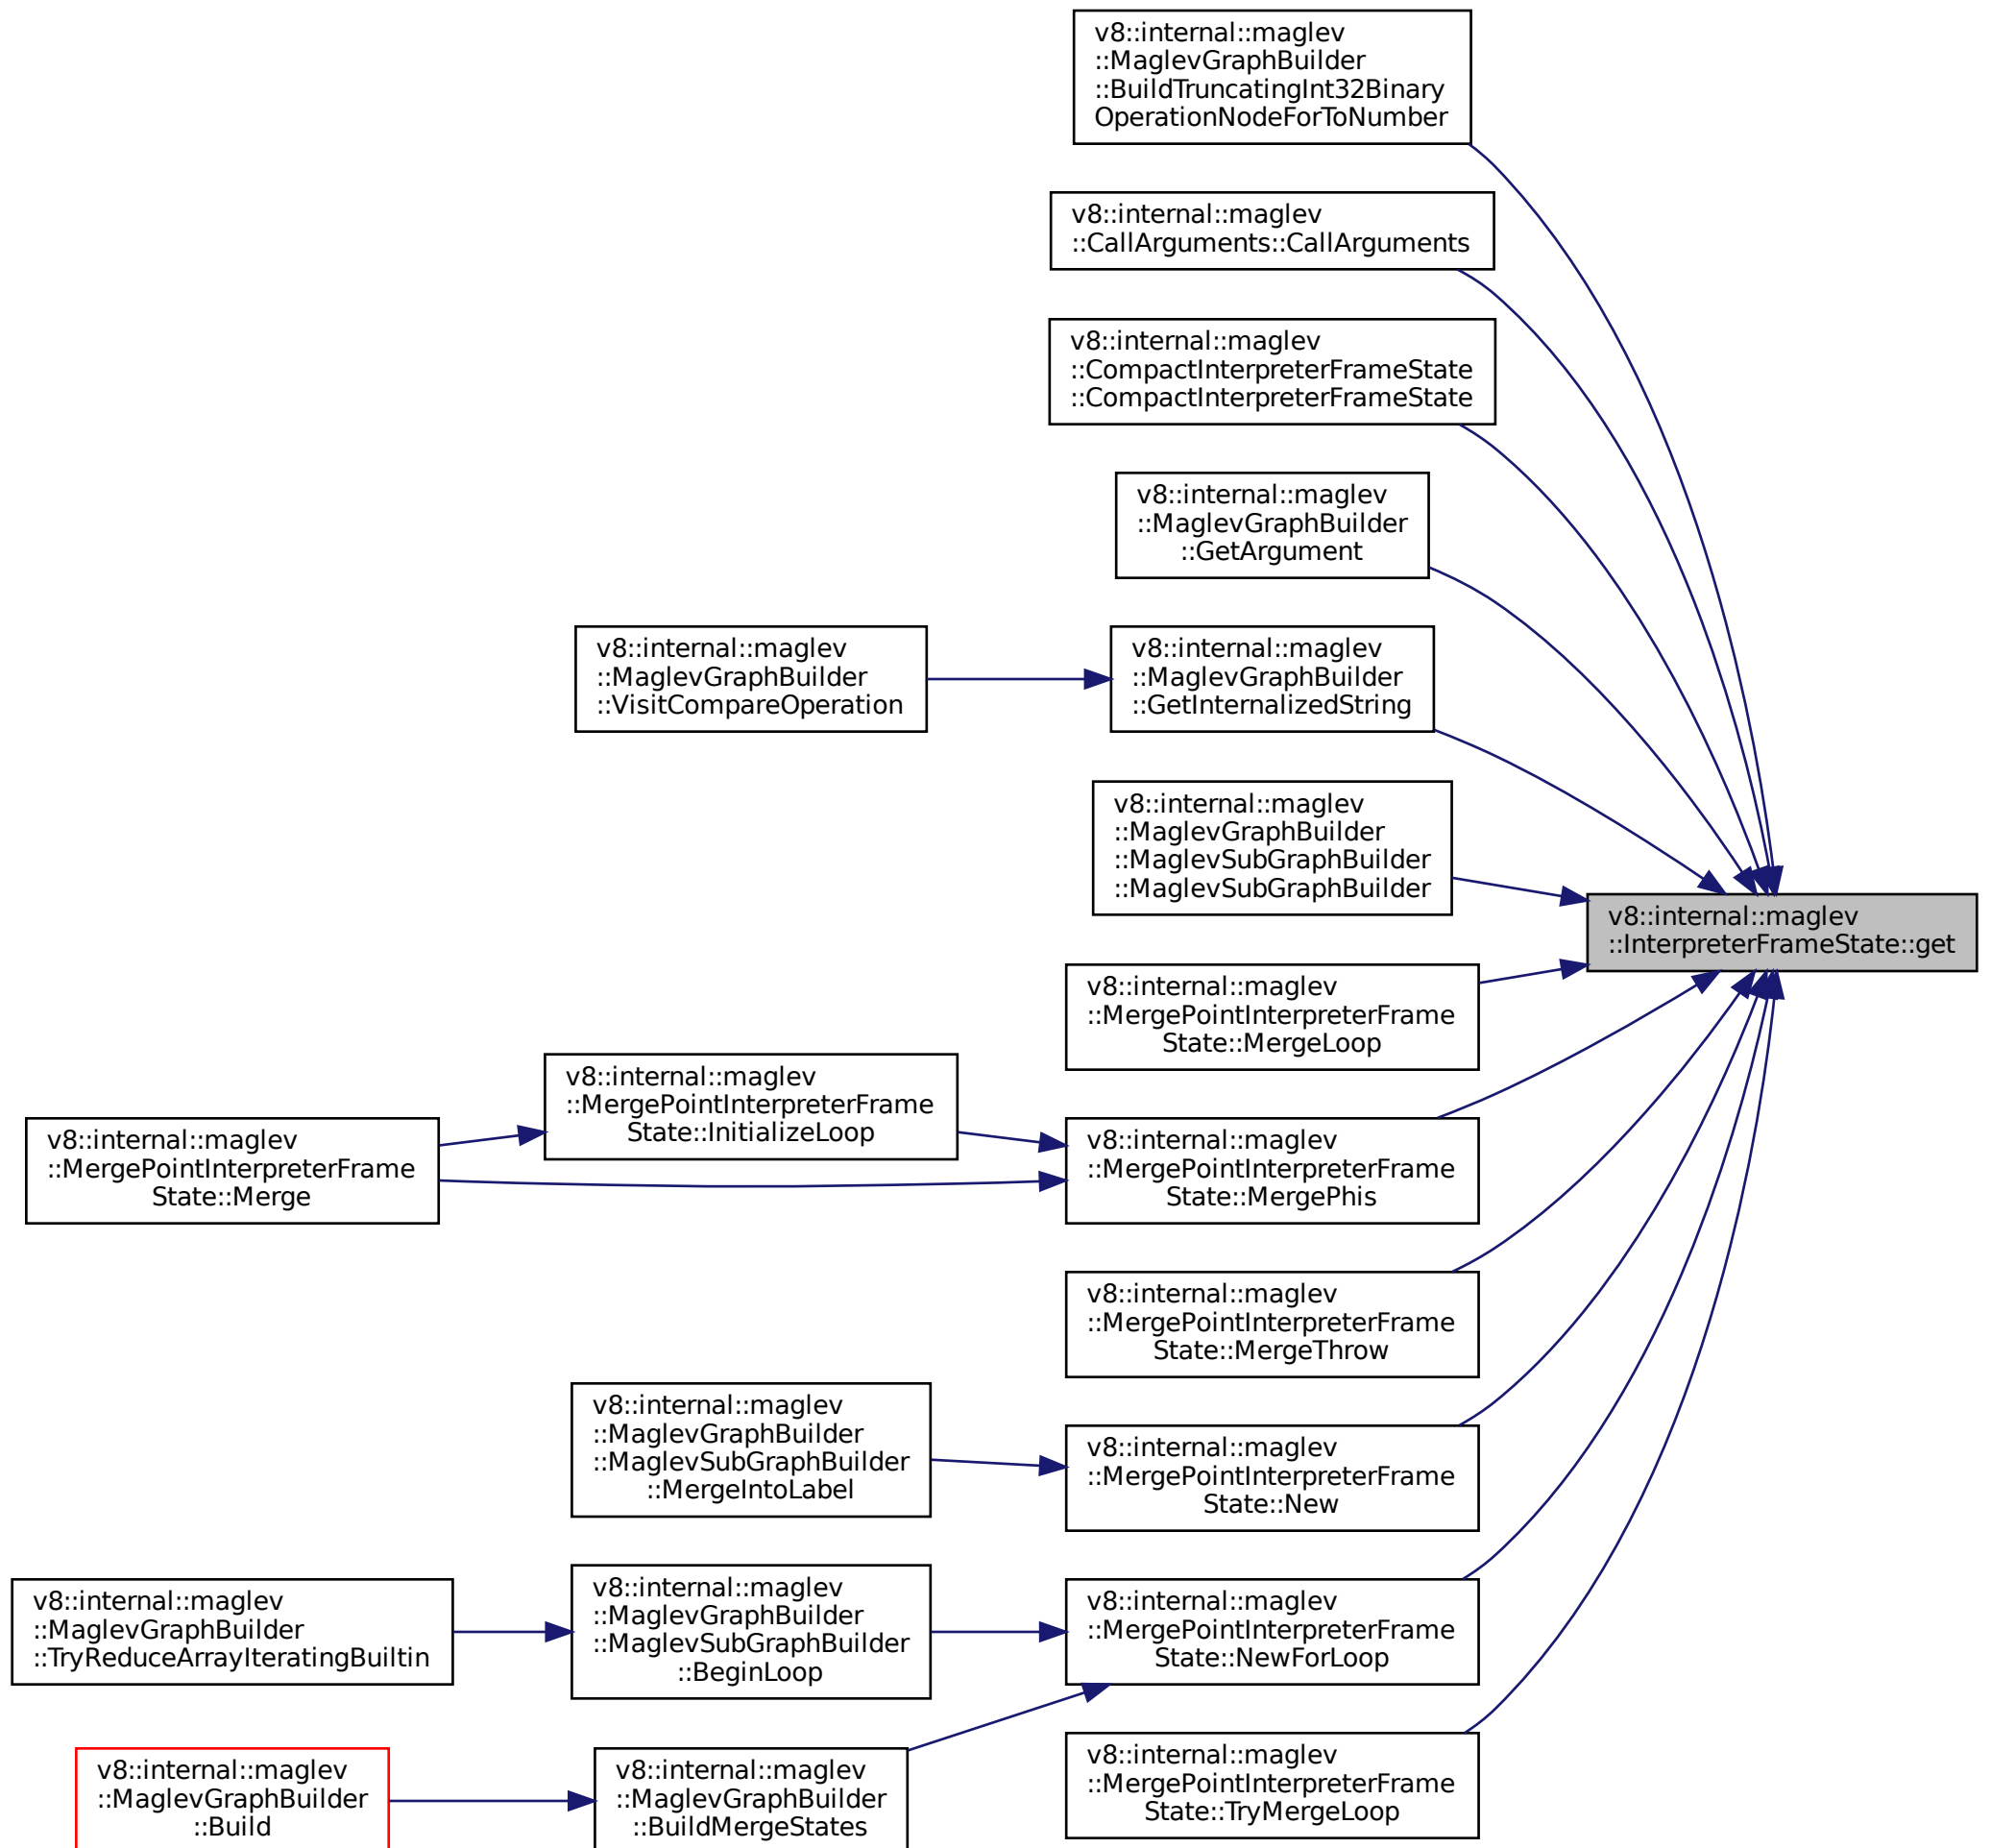 v8::internal::maglev
::MaglevGraphBuilder
::BuildTruncatingInt32Binary
OperationNodeForToNumber
v8::internal::maglev
::CallArguments::CallArguments
v8::internal::maglev
::CompactInterpreterFrameState
::CompactInterpreterFrameState
v8::internal::maglev
::MaglevGraphBuilder
::GetArgument
v8::internal::maglev
::MaglevGraphBuilder
::VisitCompareOperation
v8::internal::maglev
::MaglevGraphBuilder
::GetInternalizedString
v8::internal::maglev
::MaglevGraphBuilder
::MaglevSubGraphBuilder
::MaglevSubGraphBuilder
v8::internal::maglev
::InterpreterFrameState::get
v8::internal::maglev
::MergePointInterpreterFrame
State::MergeLoop
v8::internal::maglev
::MergePointInterpreterFrame
State::InitializeLoop
v8::internal::maglev
::MergePointInterpreterFrame
State::Merge
v8::internal::maglev
::MergePointInterpreterFrame
State::MergePhis
v8::internal::maglev
::MergePointInterpreterFrame
State::MergeThrow
v8::internal::maglev
::MaglevGraphBuilder
::MaglevSubGraphBuilder
::MergeIntoLabel
v8::internal::maglev
::MergePointInterpreterFrame
State::New
v8::internal::maglev
::MaglevGraphBuilder
::TryReduceArrayIteratingBuiltin
v8::internal::maglev
::MaglevGraphBuilder
::MaglevSubGraphBuilder
::BeginLoop
v8::internal::maglev
::MergePointInterpreterFrame
State::NewForLoop
v8::internal::maglev
::MaglevGraphBuilder
::Build
v8::internal::maglev
::MaglevGraphBuilder
::BuildMergeStates
v8::internal::maglev
::MergePointInterpreterFrame
State::TryMergeLoop